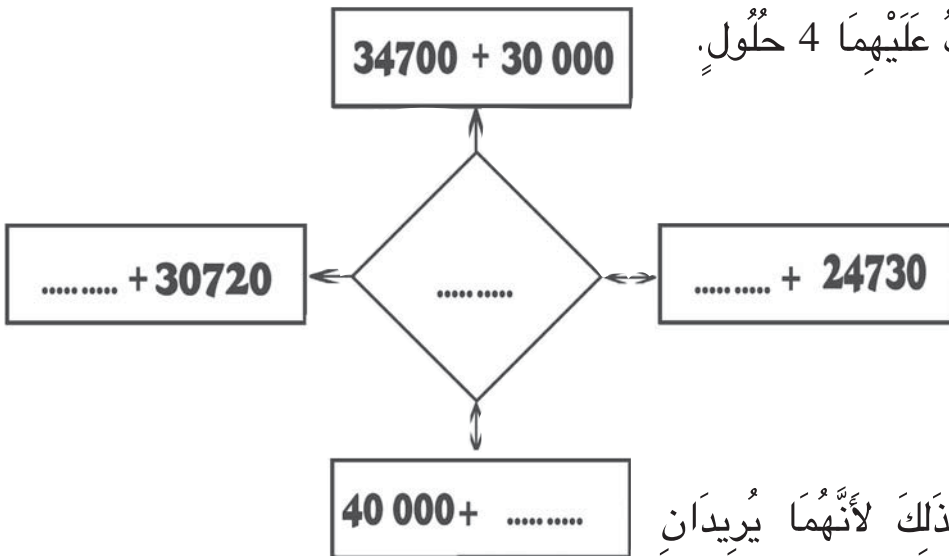 عَلَيْهِمَا 4 حُلُولٍ.
34700 + 30 000
.......... + 30720
..........
.......... + 24730
40 000 + ..........
ذَلِكَ لأَنَّهُمَا يُرِيدَانِ